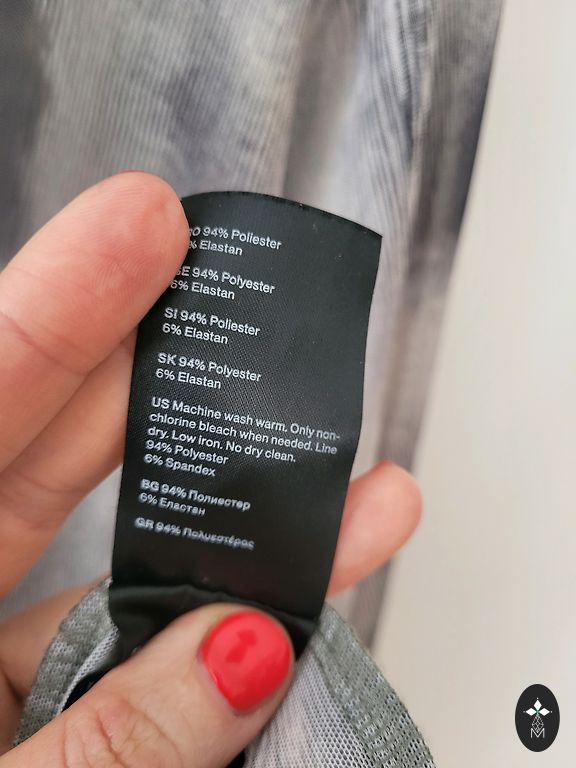 94% Poliester
% Elastan
SE 94% Polyester
6% Elastan
SI 94% Poliester
6% Elastan
SK 94% Polyester
6% Elastan
US Machine wash warm. Only non-
chlorine bleach when needed. Line
dry. Low iron. No dry clean.
94% Polyester
6% Spandex
BG 94% Полиестер
6% Еластан
GR 94% Πολυεστέρας
M